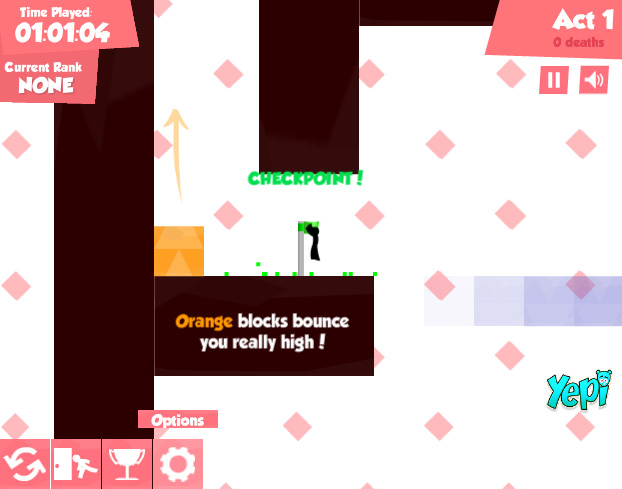 Time Played:
01:01:04
Current Rank
NONE
Act 1
0 deaths
CHECKPOINT!
Orange blocks bounce
you really high!
Yepi
Options